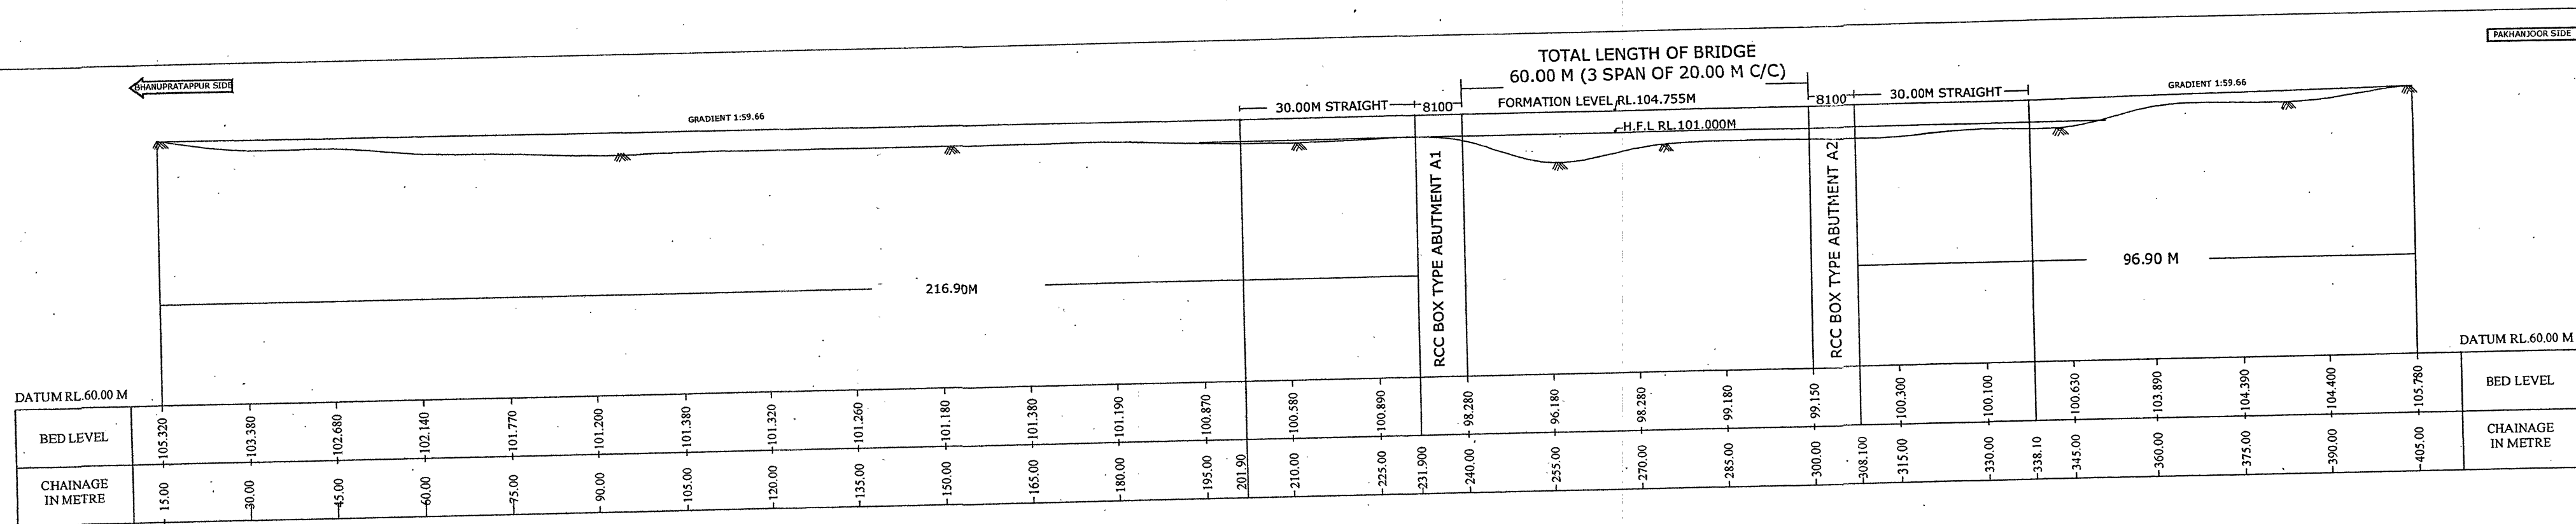 PAKHANJOOR SIDE
BHANUPRATAPPUR SIDE
TOTAL LENGTH OF BRIDGE
60.00 M (3 SPAN OF 20.00 M C/C)
GRADIENT 1:59.66
30.00M STRAIGHT
8100
FORMATION LEVEL RL.104.755M
8100
30.00M STRAIGHT
GRADIENT 1:59.66
H.F.L RL.101.000M
RCC BOX TYPE ABUTMENT A1
RCC BOX TYPE ABUTMENT A2
216.90M
96.90 M
DATUM RL.60.00 M
DATUM RL.60.00 M
BED LEVEL
105.320 103.380 102.680 102.140 101.770 101.200 101.380 101.320 101.260 101.180 101.380 101.190 100.870 100.580 100.890 98.280 96.180 98.280 99.180 99.150 100.300 100.100 100.630 103.890 104.390 104.400 105.780
BED LEVEL
CHAINAGE
IN METRE
15.00 30.00 45.00 60.00 75.00 90.00 105.00 120.00 135.00 150.00 165.00 180.00 195.00 201.90 210.00 225.00 231.900 240.00 255.00 270.00 285.00 300.00 308.100 315.00 330.00 338.10 345.00 360.00 375.00 390.00 405.00
CHAINAGE
IN METRE